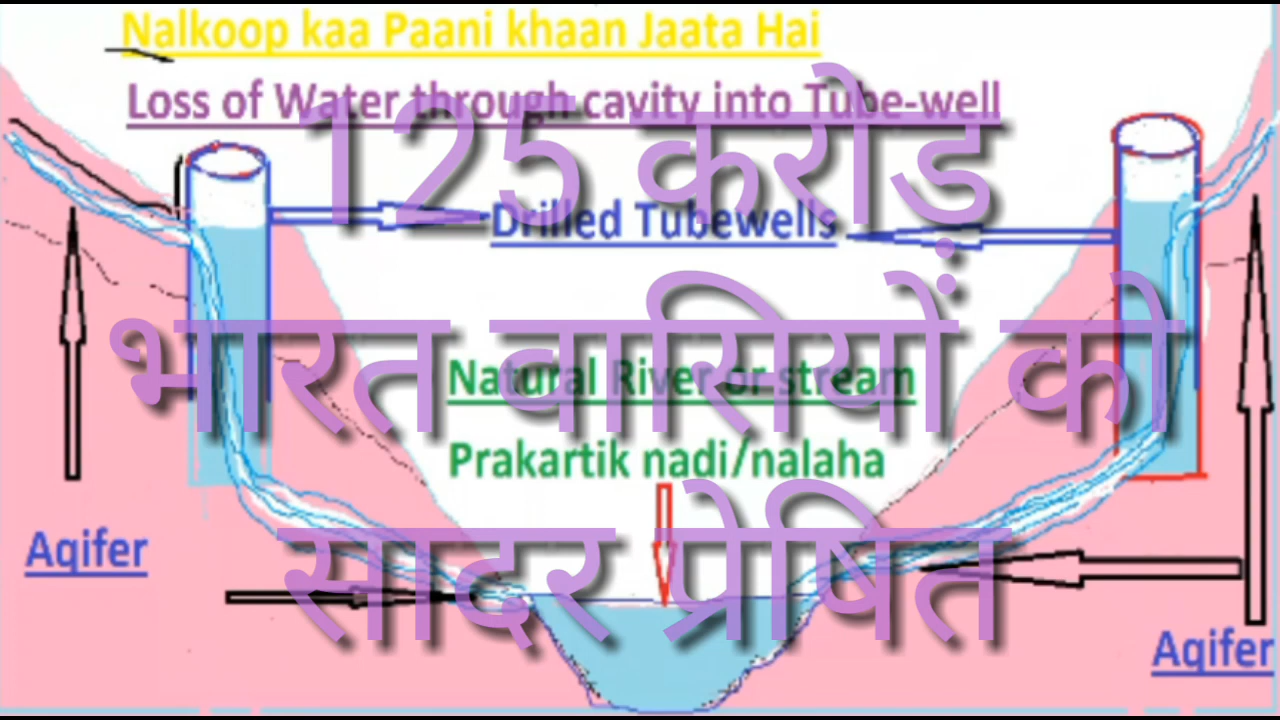 Nalkoop kaa Paani khaan Jaata Hai
Loss of Water through cavity into Tube-well
125 करोड़
Drilled Tubewells
भारत वासियों को
Natural River or stream
Prakartik nadi/nalaha
सादर प्रेषित
Aqifer
Aqifer